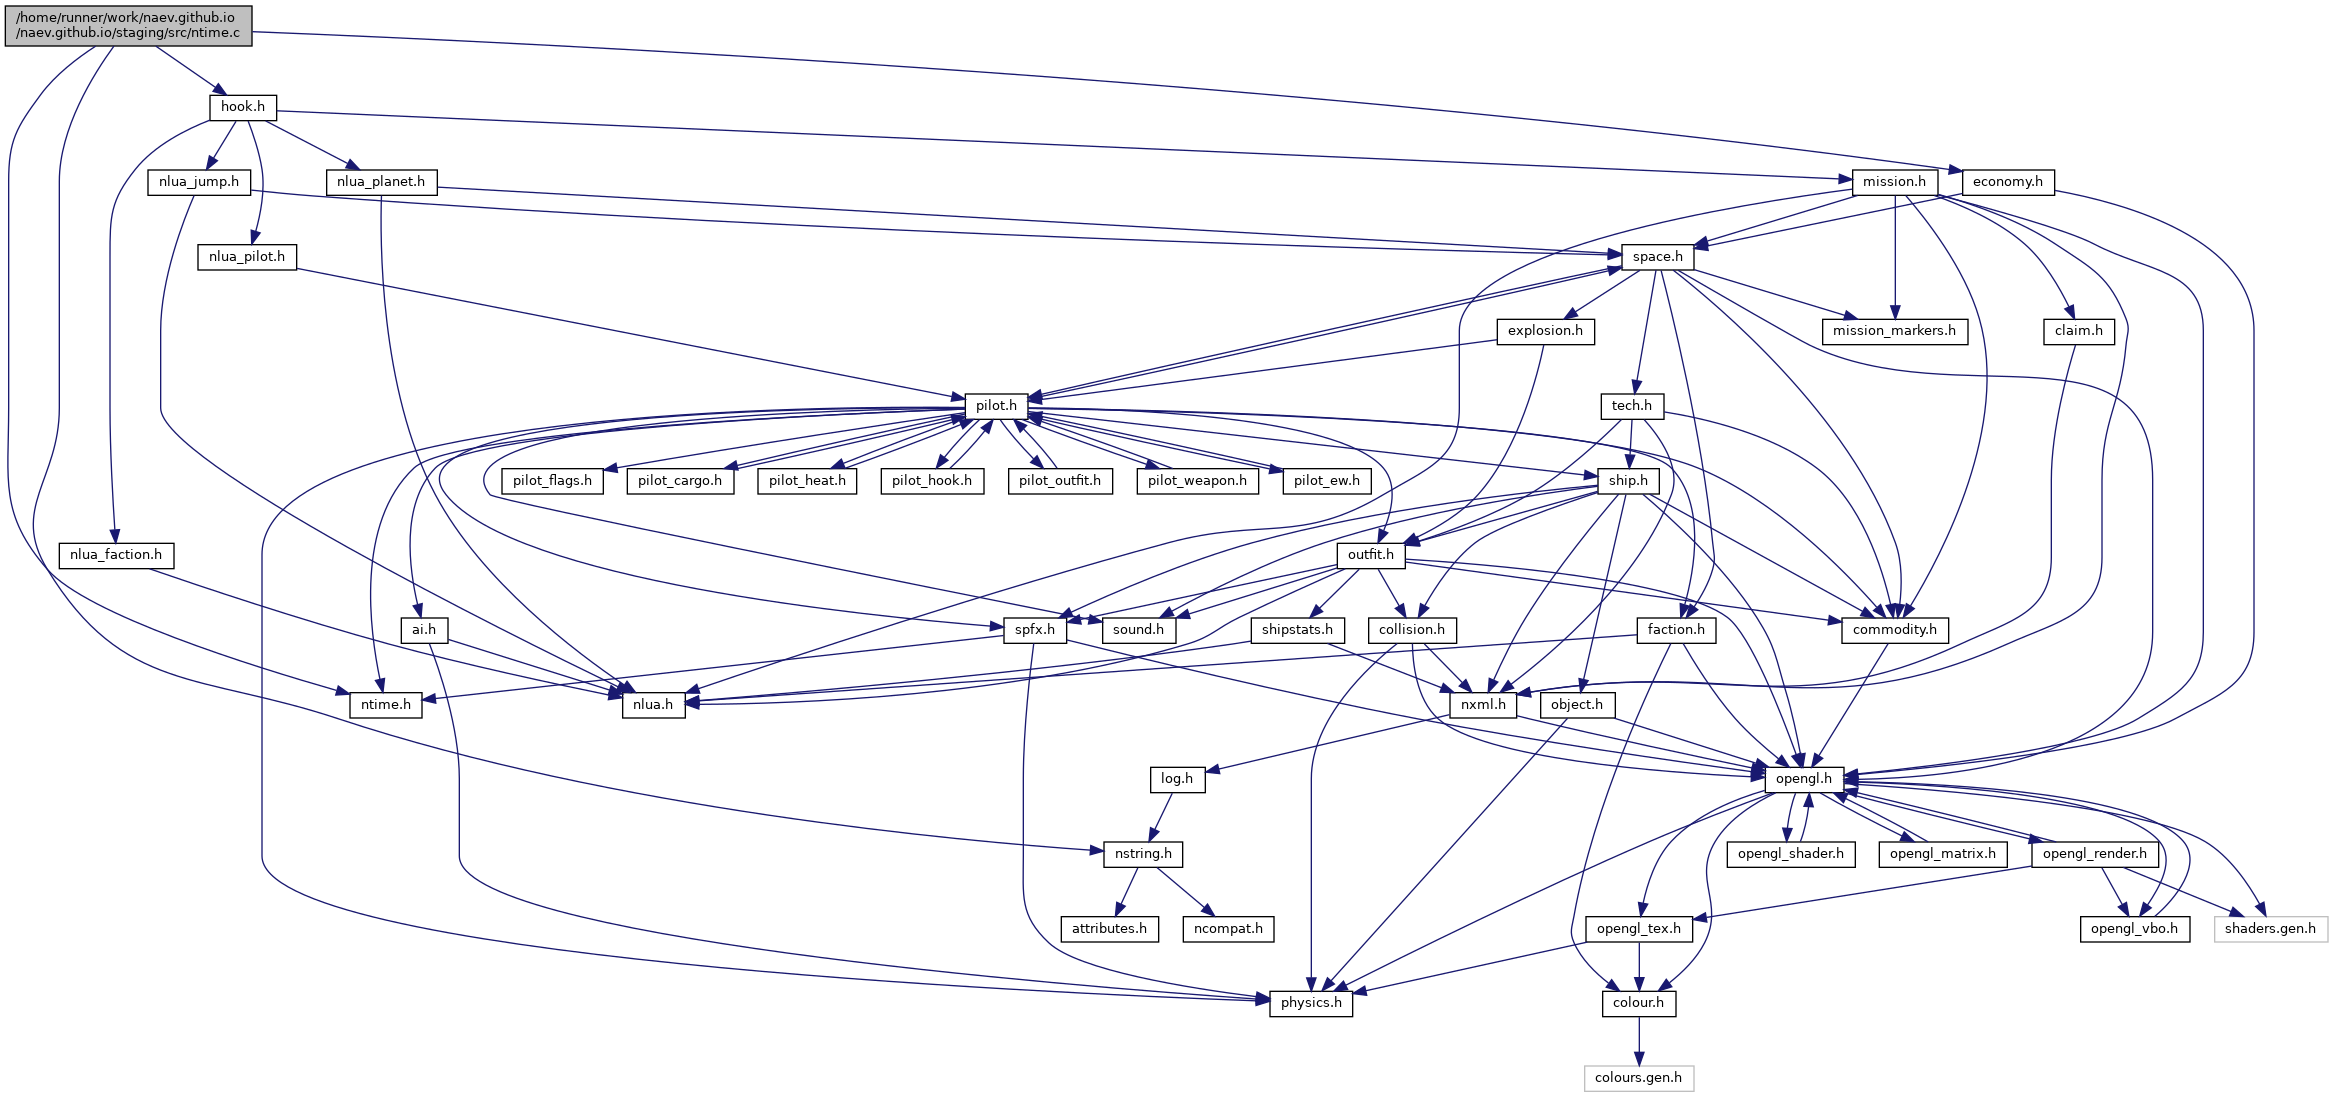 /home/runner/work/naev.github.io
/naev.github.io/staging/src/ntime.c
hook.h
nlua_jump.h
nlua_planet.h
mission.h
economy.h
nlua_pilot.h
space.h
explosion.h
mission_markers.h
claim.h
pilot.h
tech.h
pilot_flags.h
pilot_cargo.h
pilot_heat.h
pilot_hook.h
pilot_outfit.h
pilot_weapon.h
pilot_ew.h
ship.h
nlua_faction.h
outfit.h
ai.h
spfx.h
sound.h
shipstats.h
collision.h
faction.h
commodity.h
ntime.h
nlua.h
nxml.h
object.h
log.h
opengl.h
nstring.h
opengl_shader.h
opengl_matrix.h
opengl_render.h
attributes.h
ncompat.h
opengl_tex.h
opengl_vbo.h
shaders.gen.h
physics.h
colour.h
colours.gen.h